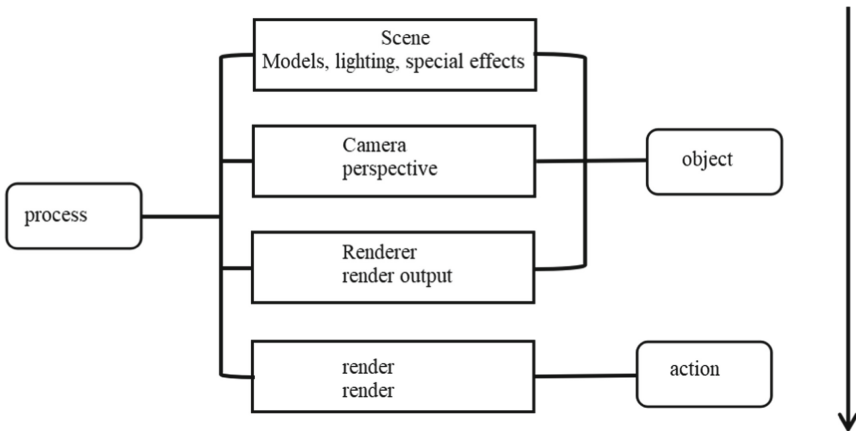 process
Scene
Models, lighting, special effects
Camera
perspective
Renderer
render output
render
render
object
action